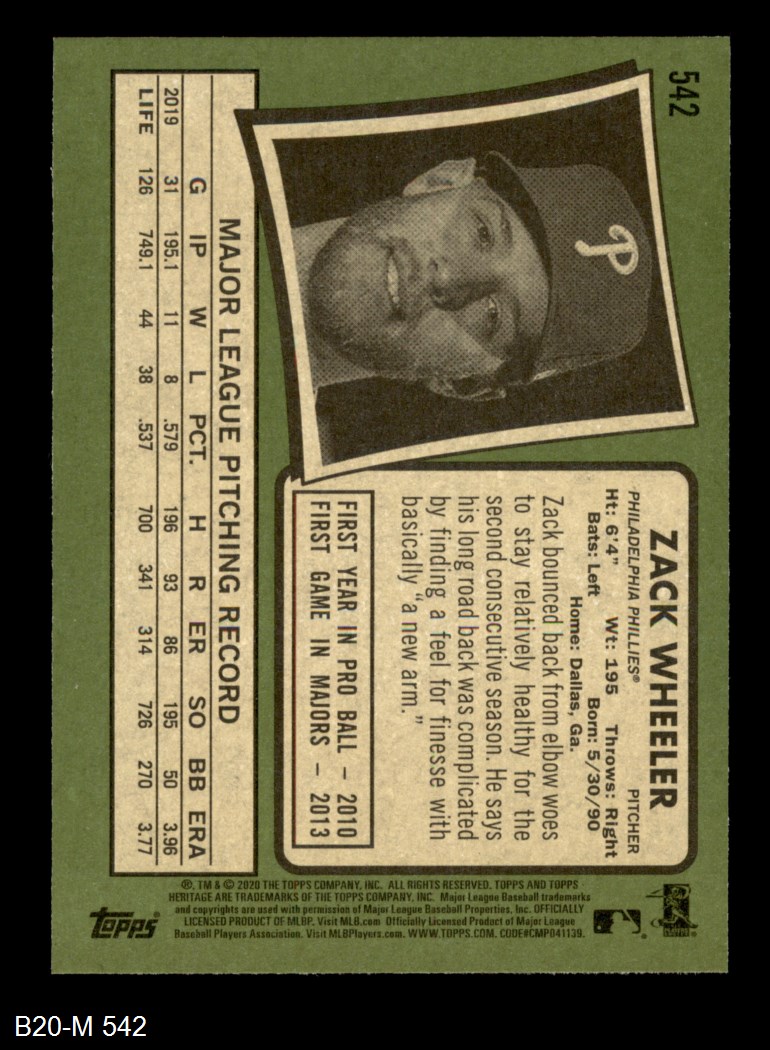 542
P
ZACK WHEELER
PHILADELPHIA PHILLIES® PITCHER
Ht: 6'4" Wt: 195 Throws: Right
Bats: Left Born: 5/30/90
Home: Dallas, Ga.
Zack bounced back from elbow woes
to stay relatively healthy for the
second consecutive season. He says
his long road back was complicated
by finding a feel for finesse with
basically "a new arm."
FIRST YEAR IN PRO BALL – 2010
FIRST GAME IN MAJORS – 2013
MAJOR LEAGUE PITCHING RECORD
G IP W L PCT. H R ER SO BB ERA
2019 31 195.1 11 8 .579 196 93 86 195 50 3.96
LIFE 126 749.1 44 38 .537 700 341 314 726 270 3.77
®, TM & © 2020 THE TOPPS COMPANY, INC. ALL RIGHTS RESERVED. TOPPS AND TOPPS
HERITAGE ARE TRADEMARKS OF THE TOPPS COMPANY, INC. Major League Baseball trademarks
and copyrights are used with permission of Major League Baseball Properties, Inc. OFFICIALLY
LICENSED PRODUCT OF MLBP. Visit MLB.com Officially Licensed Product of Major League
Baseball Players Association. Visit MLBPlayers.com. WWW.TOPPS.COM. CODE#CMP041139.
topps®
B20-M 542